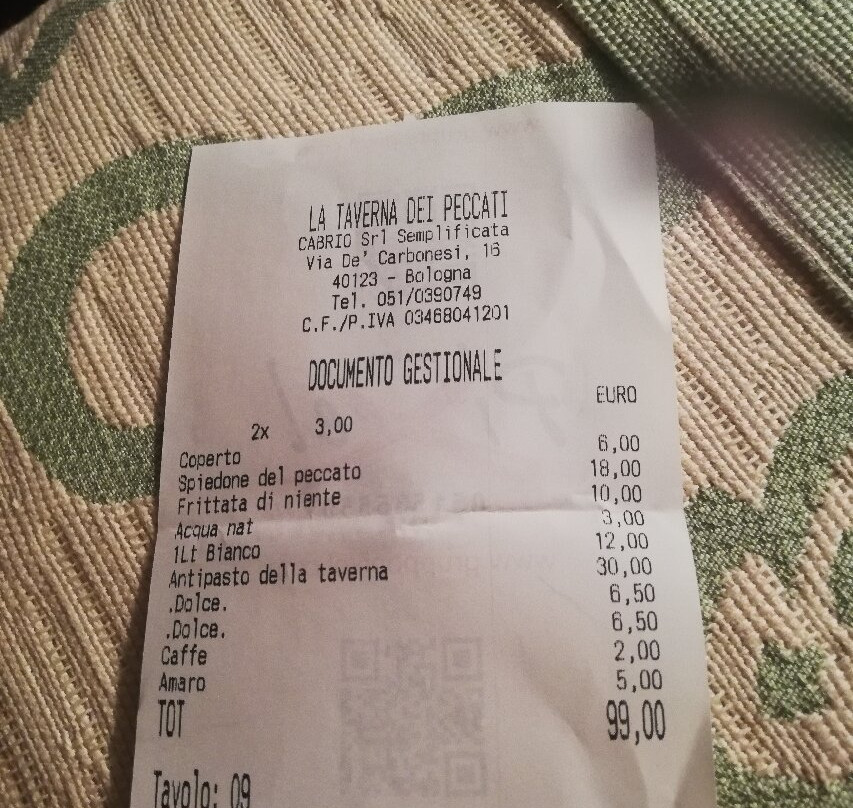 LA TAVERNA DEI PECCATI
CABRIO Srl Semplificata
Via De' Carbonesi, 16
40123 - Bologna
Tel. 051/0390749
C.F./P.IVA 03468041201
DOCUMENTO GESTIONALE
EURO
2x 3,00
Coperto 6,00
Spiedone del peccato 18,00
Frittata di niente 10,00
Acqua nat 3,00
1Lt Bianco 12,00
Antipasto della taverna 30,00
.Dolce. 6,50
.Dolce. 6,50
Caffe 2,00
Amaro 5,00
TOT 99,00
Tavolo: 09